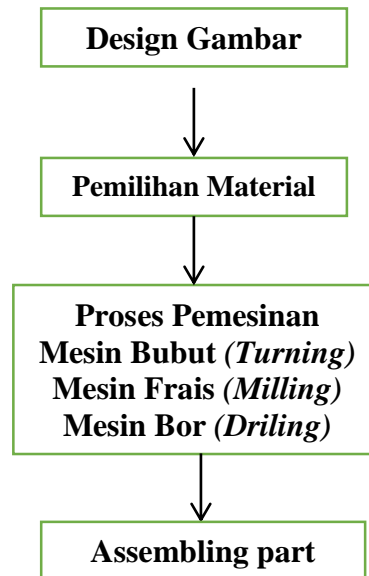 Design Gambar
Pemilihan Material
Proses Pemesinan
Mesin Bubut (Turning)
Mesin Frais (Milling)
Mesin Bor (Driling)
Assembling part